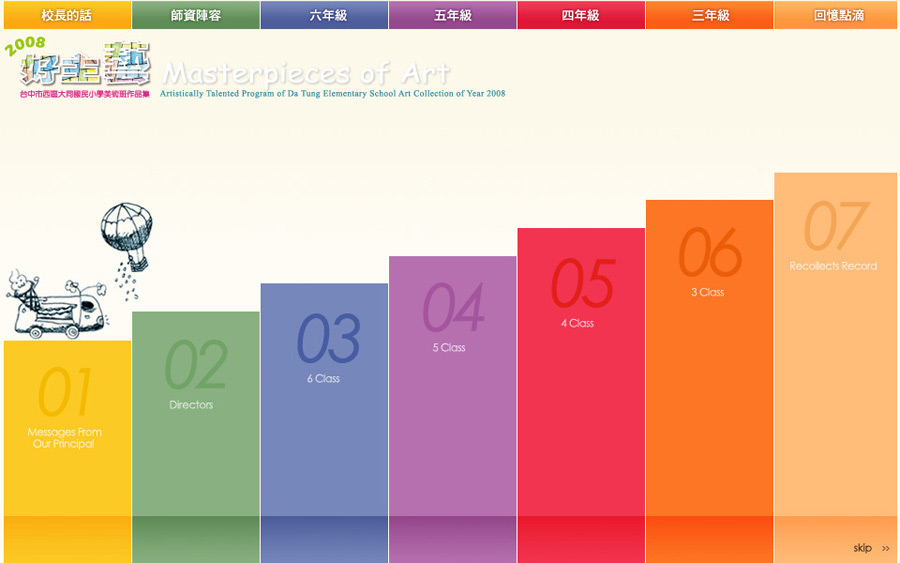 校長的話
師資陣容
六年級
五年級
四年級
三年級
回憶點滴
2008
好主藝
Masterpieces of Art
台中市西區大同國民小學美術班作品集
Artistically Talented Program of Da Tung Elementary School Art Collection of Year 2008
01
Messages From
Our Principal
02
Directors
03
6 Class
04
5 Class
05
4 Class
06
3 Class
07
Recollects Record
skip >>